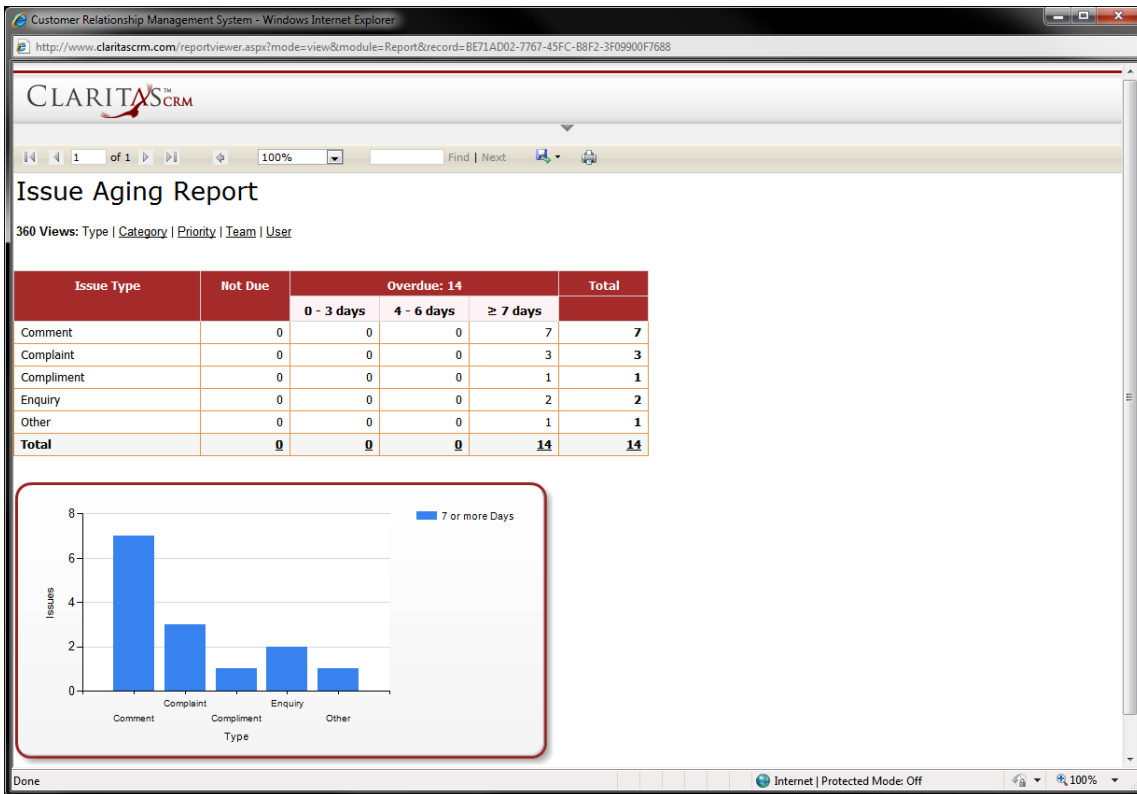 Customer Relationship Management System - Windows Internet Explorer
http://www.claritascrm.com/reportviewer.aspx?mode=view&module=Report&record=BE71AD02-7767-45FC-B8F2-3F09900F7688
CLARITAS™CRM
1 of 1 100% Find | Next
Issue Aging Report
360 Views: Type | Category | Priority | Team | User
Issue Type Not Due Overdue: 14 Total
0 - 3 days 4 - 6 days ≥ 7 days
Comment 0 0 0 7 7
Complaint 0 0 0 3 3
Compliment 0 0 0 1 1
Enquiry 0 0 0 2 2
Other 0 0 0 1 1
Total 0 0 0 14 14
8
7 or more Days
6
4
2
0
Issues
Complaint Enquiry
Comment Compliment Other
Type
Done Internet | Protected Mode: Off 100%